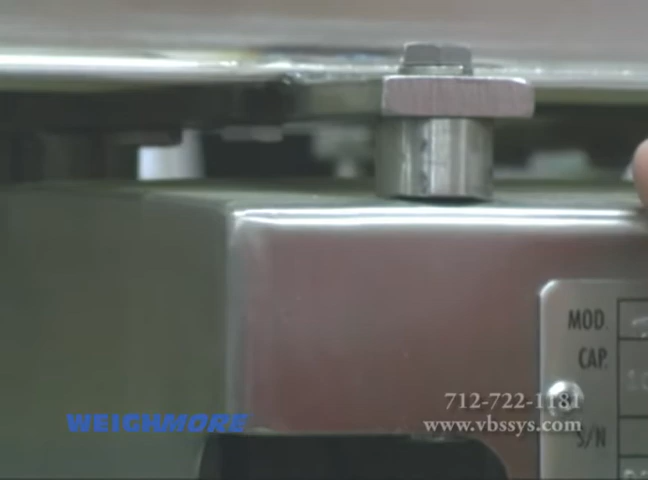 MOD.
CAP.
712-722-1181
WEIGHMORE
www.vbssys.com
S/N